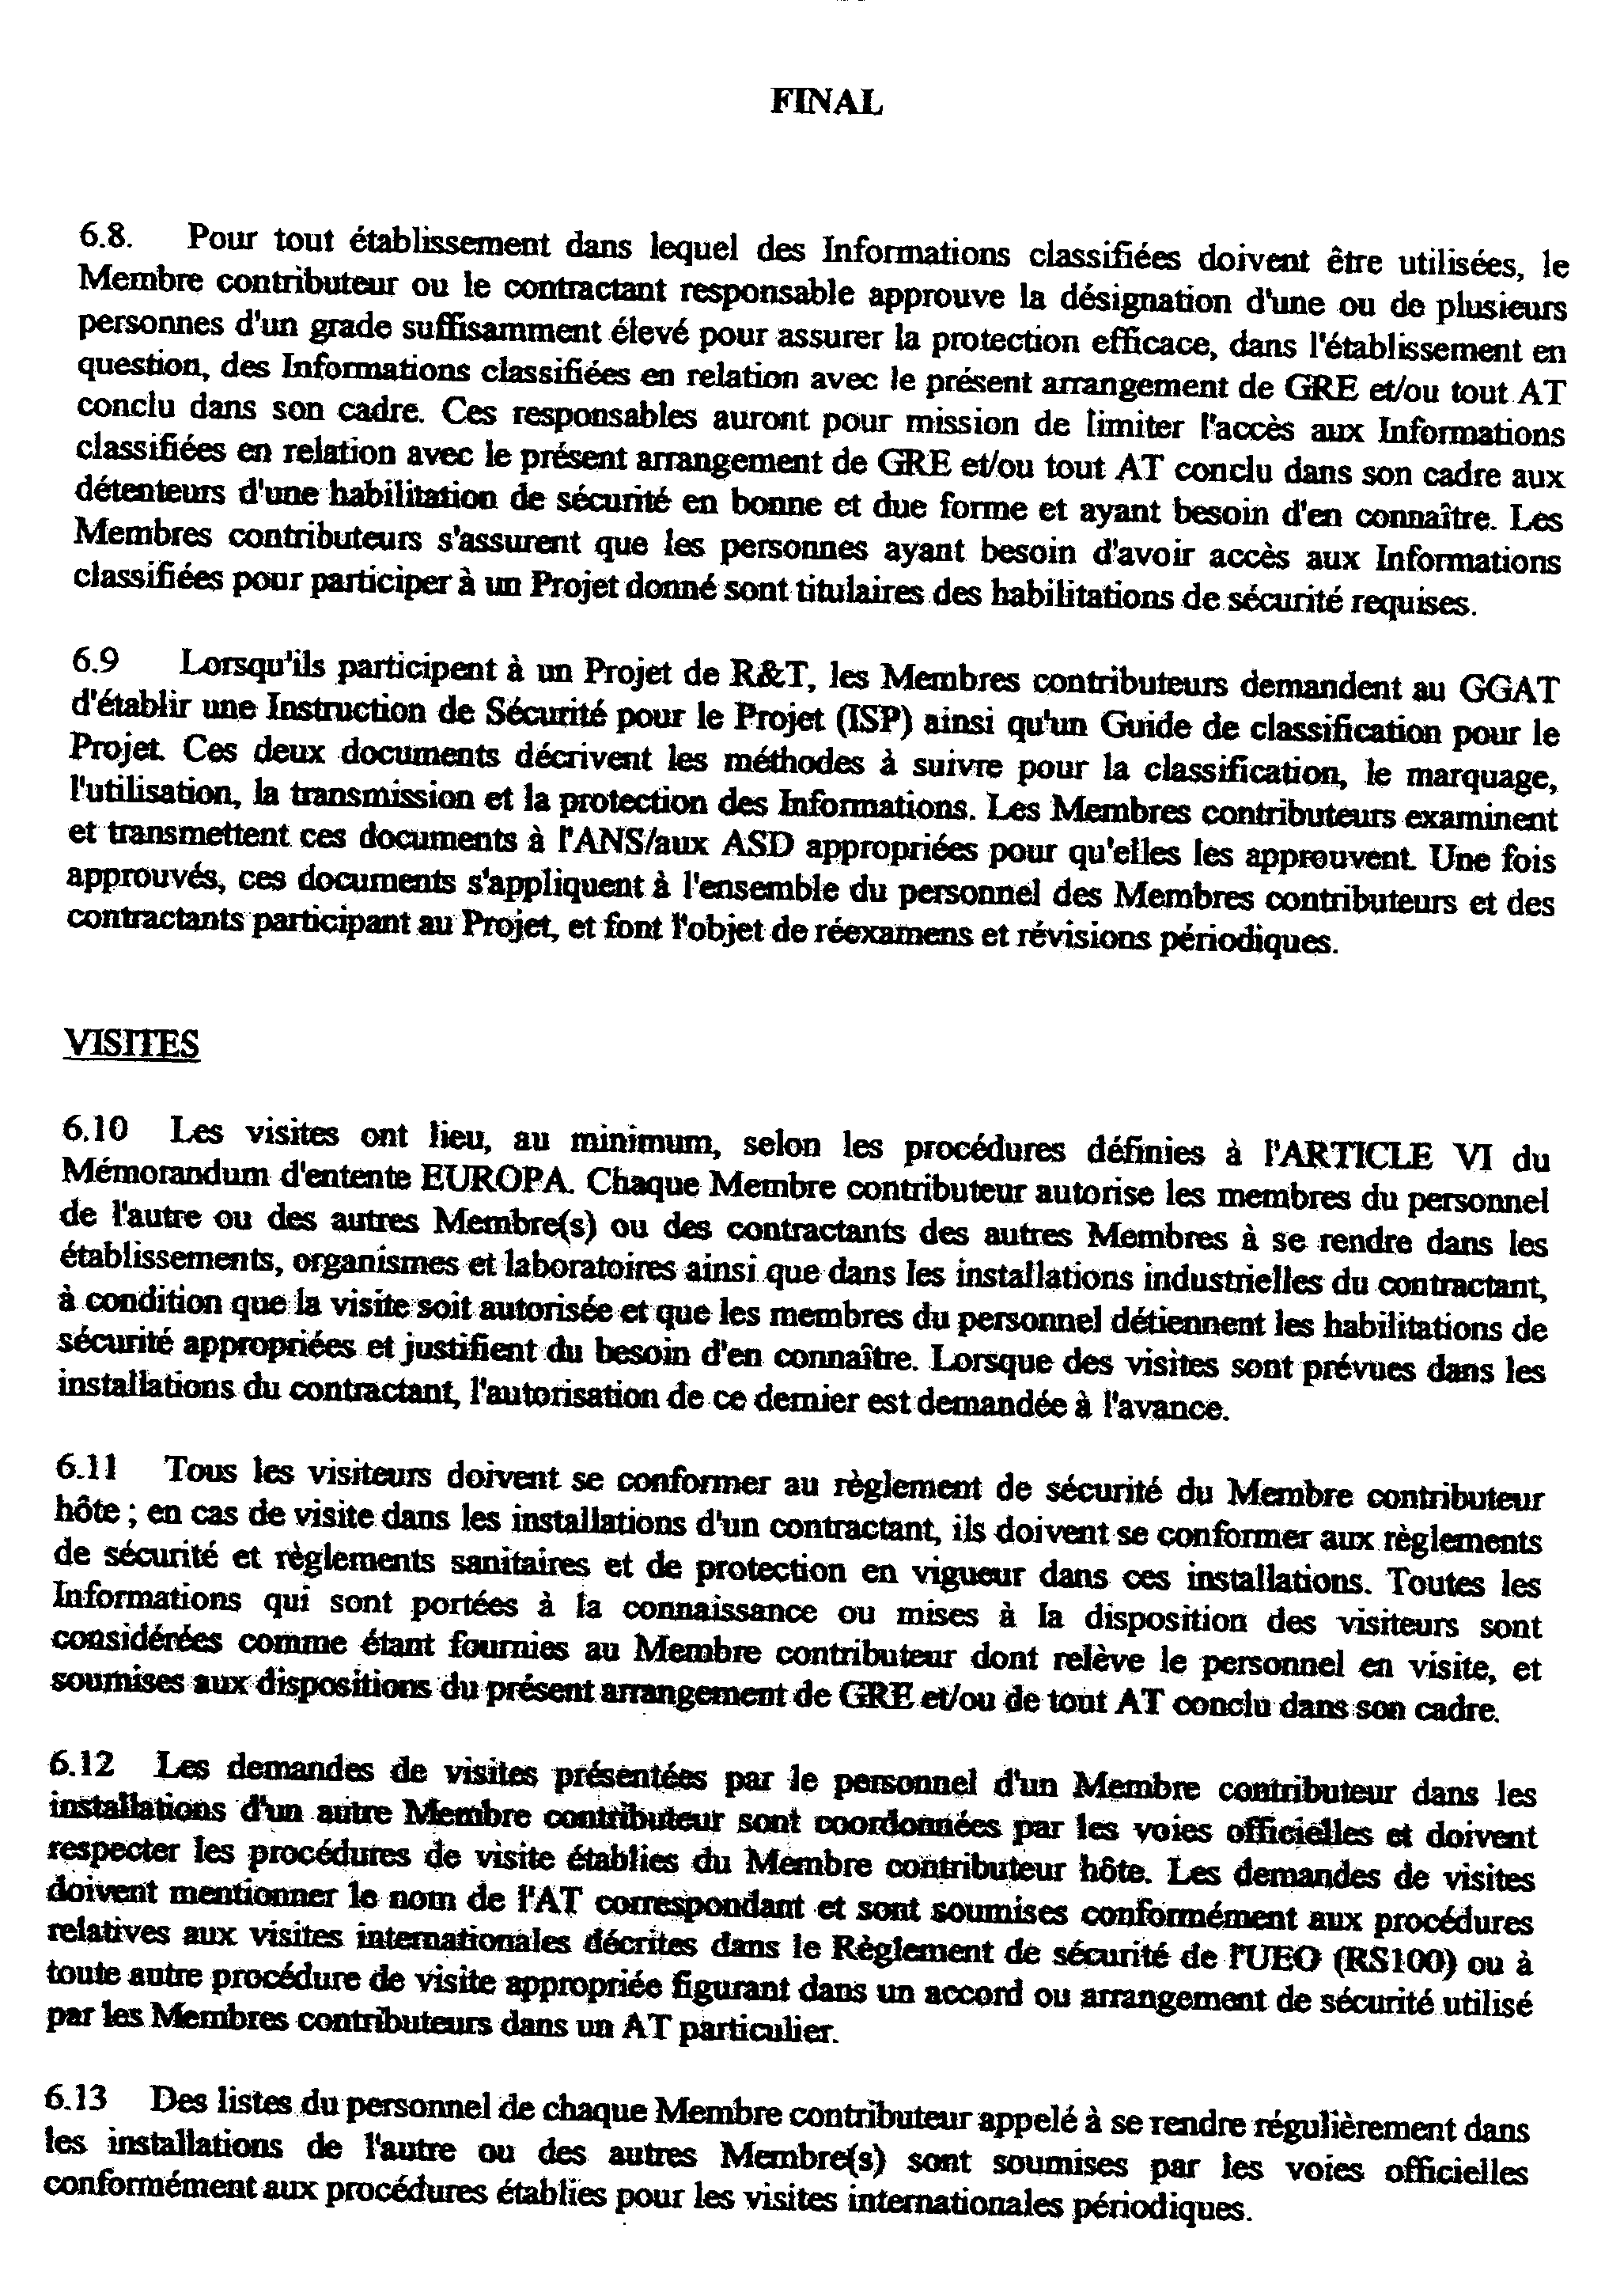 FINAL
6.8. Pour tout établissement dans lequel des Informations classifiées doivent être utilisées, le
Membre contributeur ou le contractant responsable approuve la désignation d'une ou de plusieurs
personnes d'un grade suffisamment élevé pour assurer la protection efficace, dans l'établissement en
question, des Informations classifiées en relation avec le présent arrangement de GRE et/ou tout AT
conclu dans son cadre. Ces responsables auront pour mission de limiter l'accès aux Informations
classifiées en relation avec le présent arrangement de GRE et/ou tout AT conclu dans son cadre aux
détenteurs d'une habilitation de sécurité en bonne et due forme et ayant besoin d'en connaître. Les
Membres contributeurs s'assurent que les personnes ayant besoin d'avoir accès aux Informations
classifiées pour participer à un Projet donné sont titulaires des habilitations de sécurité requises.
6.9 Lorsqu'ils participent à un Projet de R&T, les Membres contributeurs demandent au GGAT
d'établir une Instruction de Sécurité pour le Projet (ISP) ainsi qu'un Guide de classification pour le
Projet. Ces deux documents décrivent les méthodes à suivre pour la classification, le marquage,
l'utilisation, la transmission et la protection des Informations. Les Membres contributeurs examinent
et transmettent ces documents à l'ANS/aux ASD appropriées pour qu'elles les approuvent. Une fois
approuvés, ces documents s'appliquent à l'ensemble du personnel des Membres contributeurs et des
contractants participant au Projet, et font l'objet de réexamens et révisions périodiques.
VISITES
6.10 Les visites ont lieu, au minimum, selon les procédures définies à l'ARTICLE VI du
Mémorandum d'entente EUROPA. Chaque Membre contributeur autorise les membres du personnel
de l'autre ou des autres Membre(s) ou des contractants des autres Membres à se rendre dans les
établissements, organismes et laboratoires ainsi que dans les installations industrielles du contractant,
à condition que la visite soit autorisée et que les membres du personnel détiennent les habilitations de
sécurité appropriées et justifient du besoin d'en connaître. Lorsque des visites sont prévues dans les
installations du contractant, l'autorisation de ce dernier est demandée à l'avance.
6.11 Tous les visiteurs doivent se conformer au règlement de sécurité du Membre contributeur
hôte ; en cas de visite dans les installations d'un contractant, ils doivent se conformer aux règlements
de sécurité et règlements sanitaires et de protection en vigueur dans ces installations. Toutes les
Informations qui sont portées à la connaissance ou mises à la disposition des visiteurs sont
considérées comme étant fournies au Membre contributeur dont relève le personnel en visite, et
soumises aux dispositions du présent arrangement de GRE et/ou de tout AT conclu dans son cadre.
6.12 Les demandes de visites présentées par le personnel d'un Membre contributeur dans les
installations d'un autre Membre contributeur sont coordonnées par les voies officielles et doivent
respecter les procédures de visite établies du Membre contributeur hôte. Les demandes de visites
doivent mentionner le nom de l'AT correspondant et sont soumises conformément aux procédures
relatives aux visites internationales décrites dans le Règlement de sécurité de l'UEO (RS100) ou à
toute autre procédure de visite appropriée figurant dans un accord ou arrangement de sécurité utilisé
par les Membres contributeurs dans un AT particulier.
6.13 Des listes du personnel de chaque Membre contributeur appelé à se rendre régulièrement dans
les installations de l'autre ou des autres Membre(s) sont soumises par les voies officielles
conformément aux procédures établies pour les visites internationales périodiques.